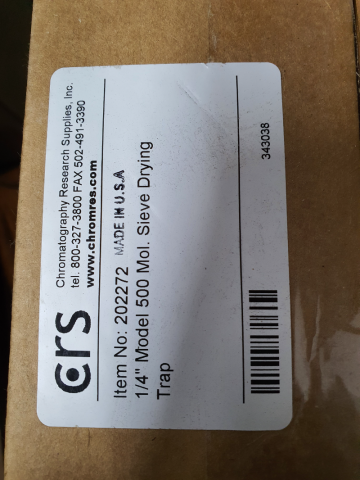 crs
Chromatography Research Supplies, Inc.
tel. 800-327-3800 FAX 502-491-3390
www.chromres.com
Item No: 202272 MADE IN U.S.A
1/4" Model 500 Mol. Sieve Drying
Trap
343038